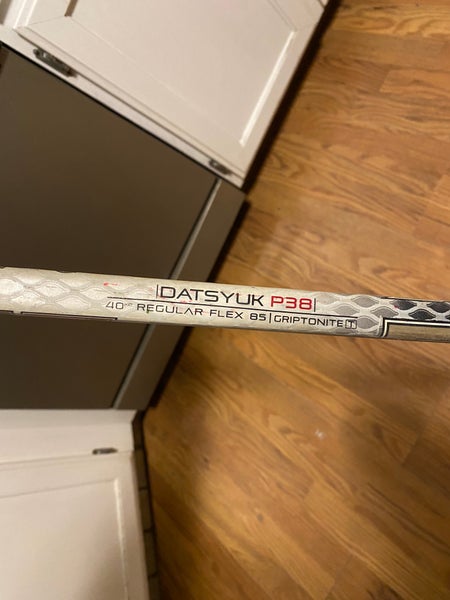 |DATSYUK P38|
40" REGULAR FLEX 85|GRIPTONITE T